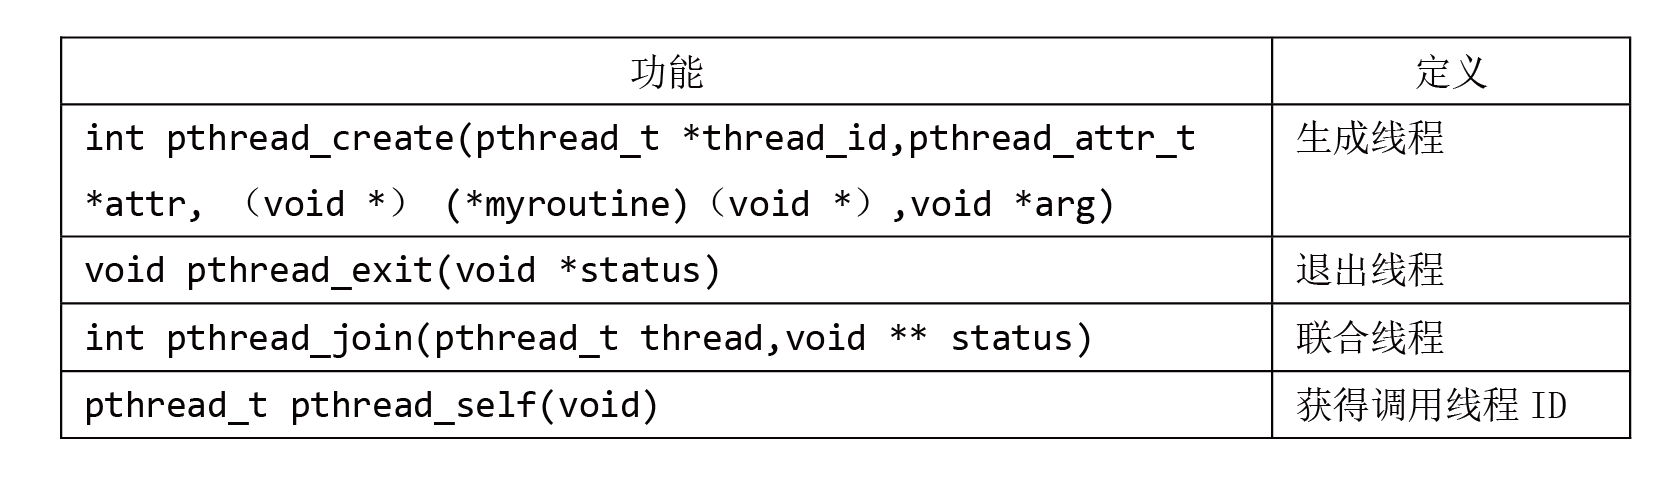 功能 定义
int pthread_create(pthread_t *thread_id,pthread_attr_t 生成线程
*attr, （void *） (*myroutine)（void *）,void *arg)
void pthread_exit(void *status) 退出线程
int pthread_join(pthread_t thread,void ** status) 联合线程
pthread_t pthread_self(void) 获得调用线程 ID